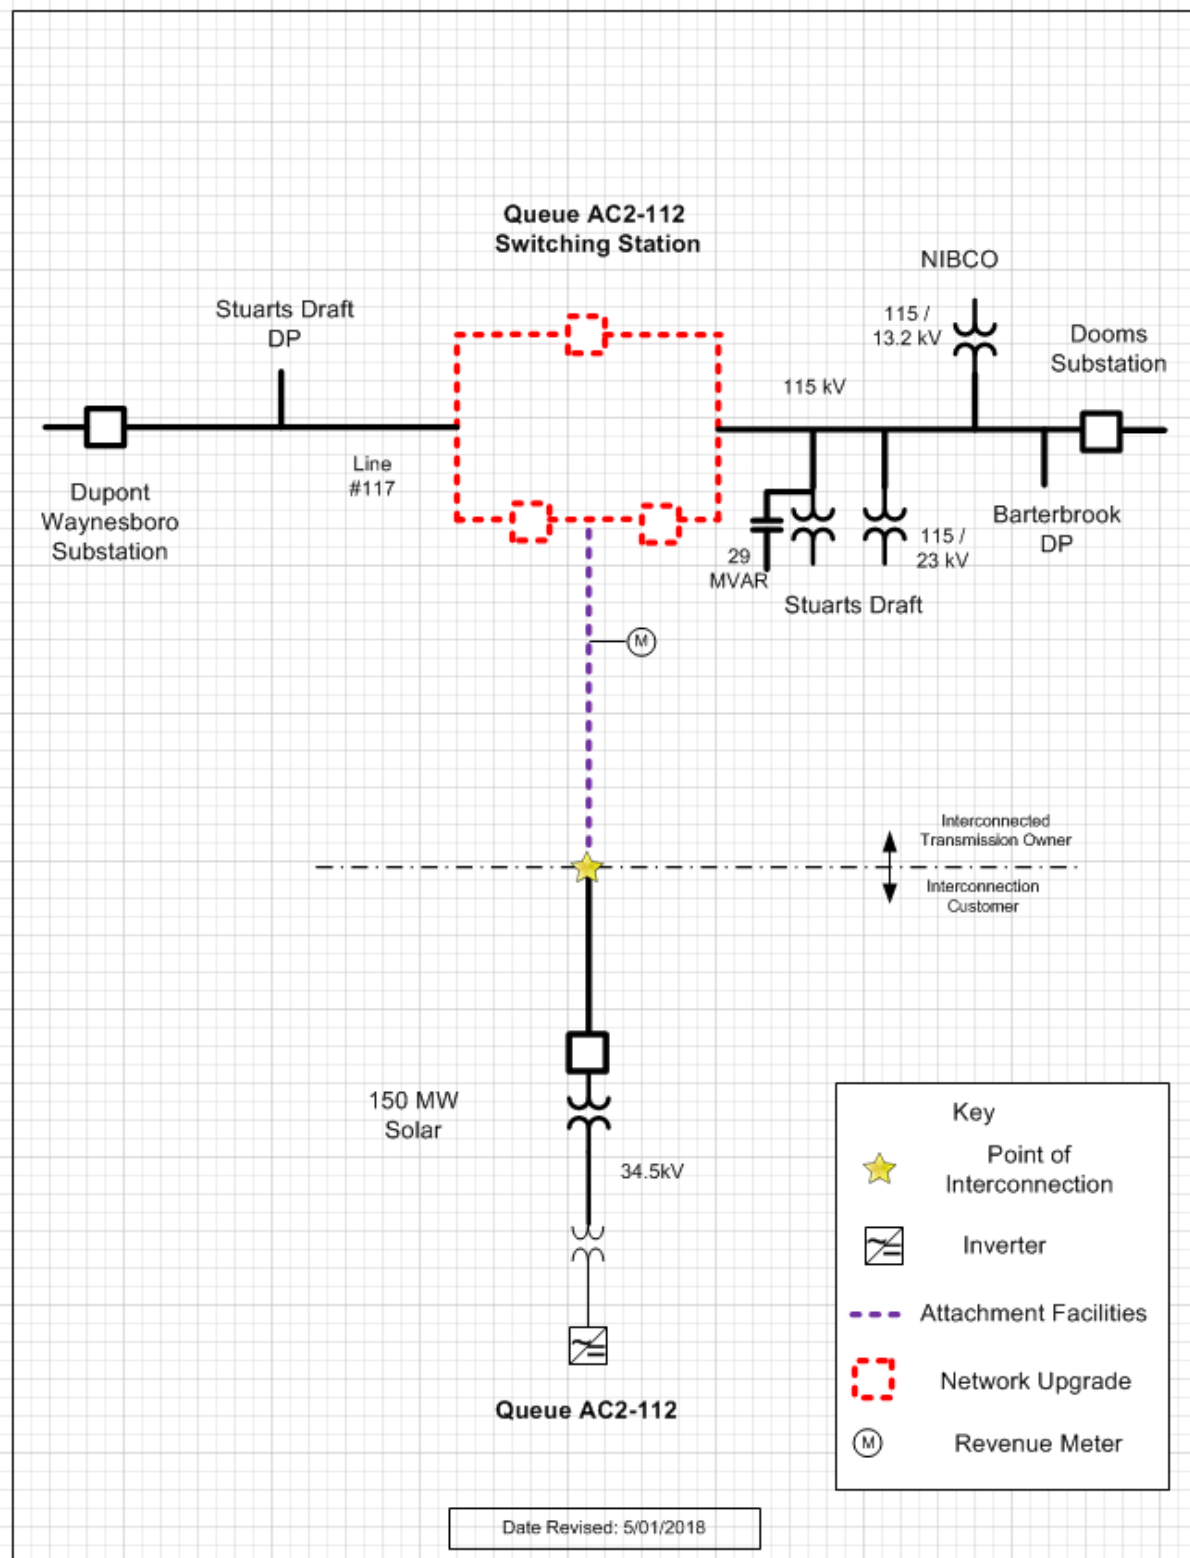 Queue AC2-112
Switching Station
NIBCO
Stuarts Draft
DP
115 /
13.2 kV
Dooms
Substation
115 kV
Line
#117
Dupont
Waynesboro
Substation
Barterbrook
DP
29
MVAR
115 /
23 kV
Stuarts Draft
M
Interconnected
Transmission Owner
Interconnection
Customer
150 MW
Solar
34.5kV
Queue AC2-112
Key
Point of
Interconnection
Inverter
Attachment Facilities
Network Upgrade
M
Revenue Meter
Date Revised: 5/01/2018